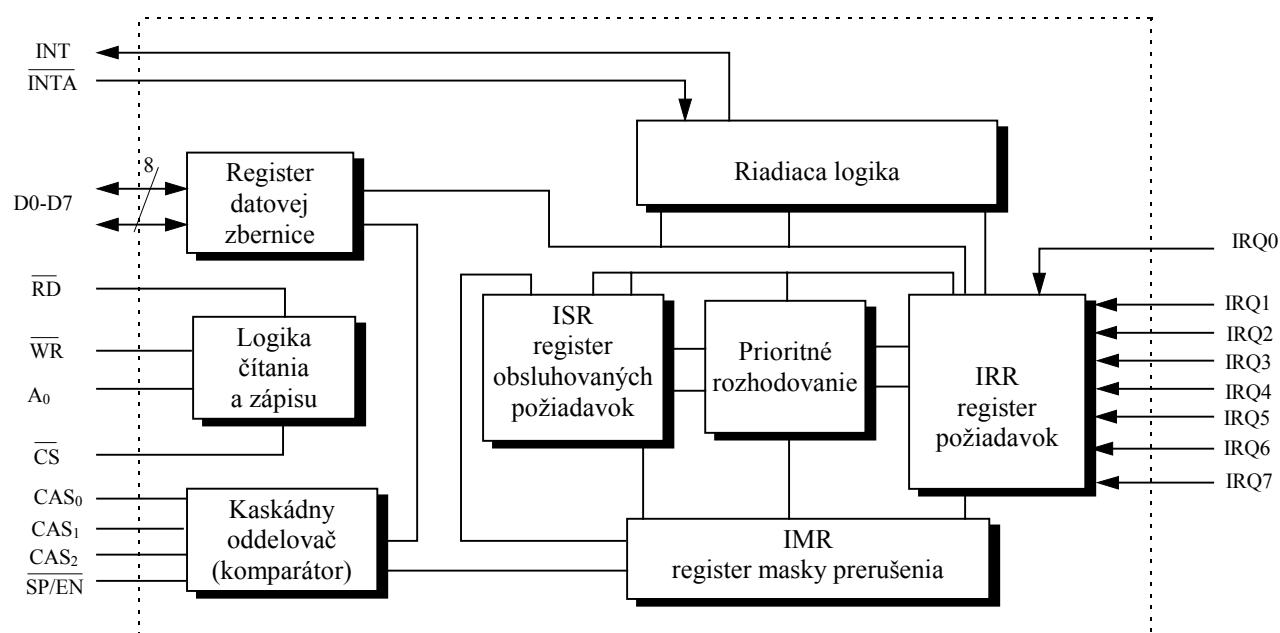 INT
INTA
8
D0-D7
Register
datovej
zbernice
Riadiaca logika
IRQ0
RD
WR
A0
CS
Logika
čítania
a zápisu
ISR
register
obsluhovaných
požiadavok
Prioritné
rozhodovanie
IRR
register
požiadavok
IRQ1
IRQ2
IRQ3
IRQ4
IRQ5
IRQ6
IRQ7
CAS0
CAS1
CAS2
SP/EN
Kaskádny
oddelovač
(komparátor)
IMR
register masky prerušenia